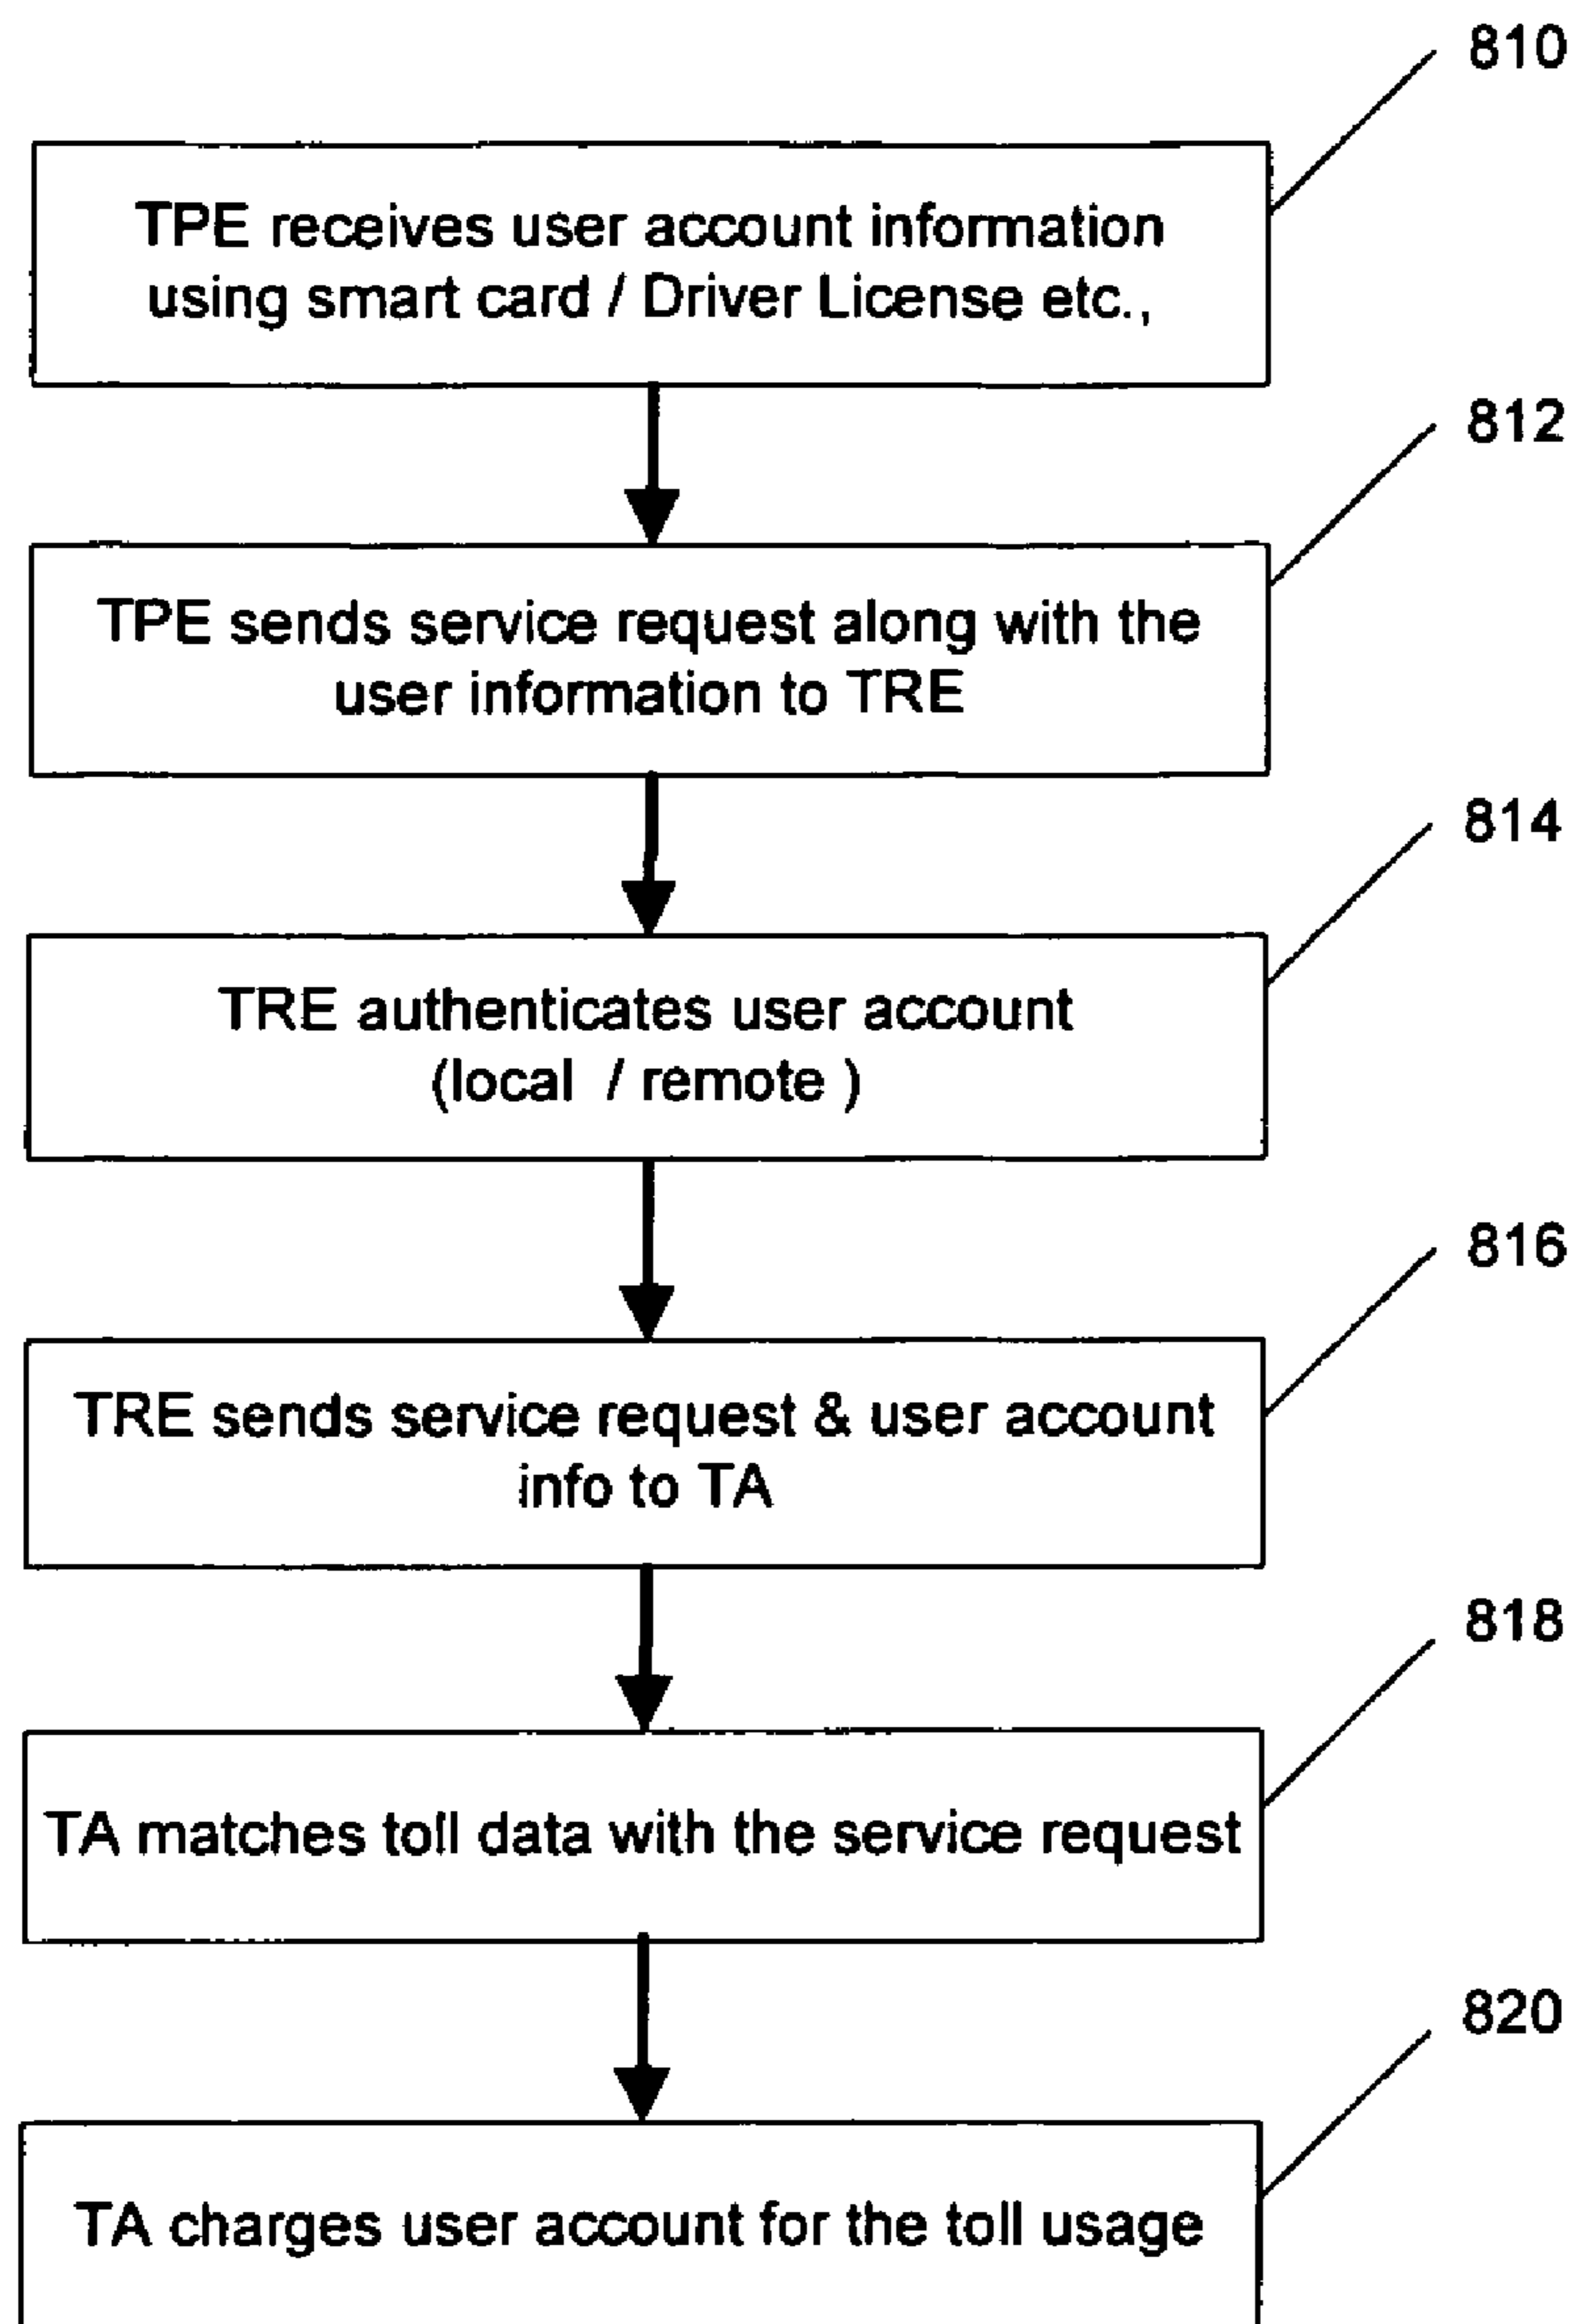 810
TPE receives user account information
using smart card / Driver License etc.,
812
TPE sends service request along with the
user information to TRE
814
TRE authenticates user account
(local / remote )
816
TRE sends service request & user account
info to TA
818
TA matches toll data with the service request
820
TA charges user account for the toll usage